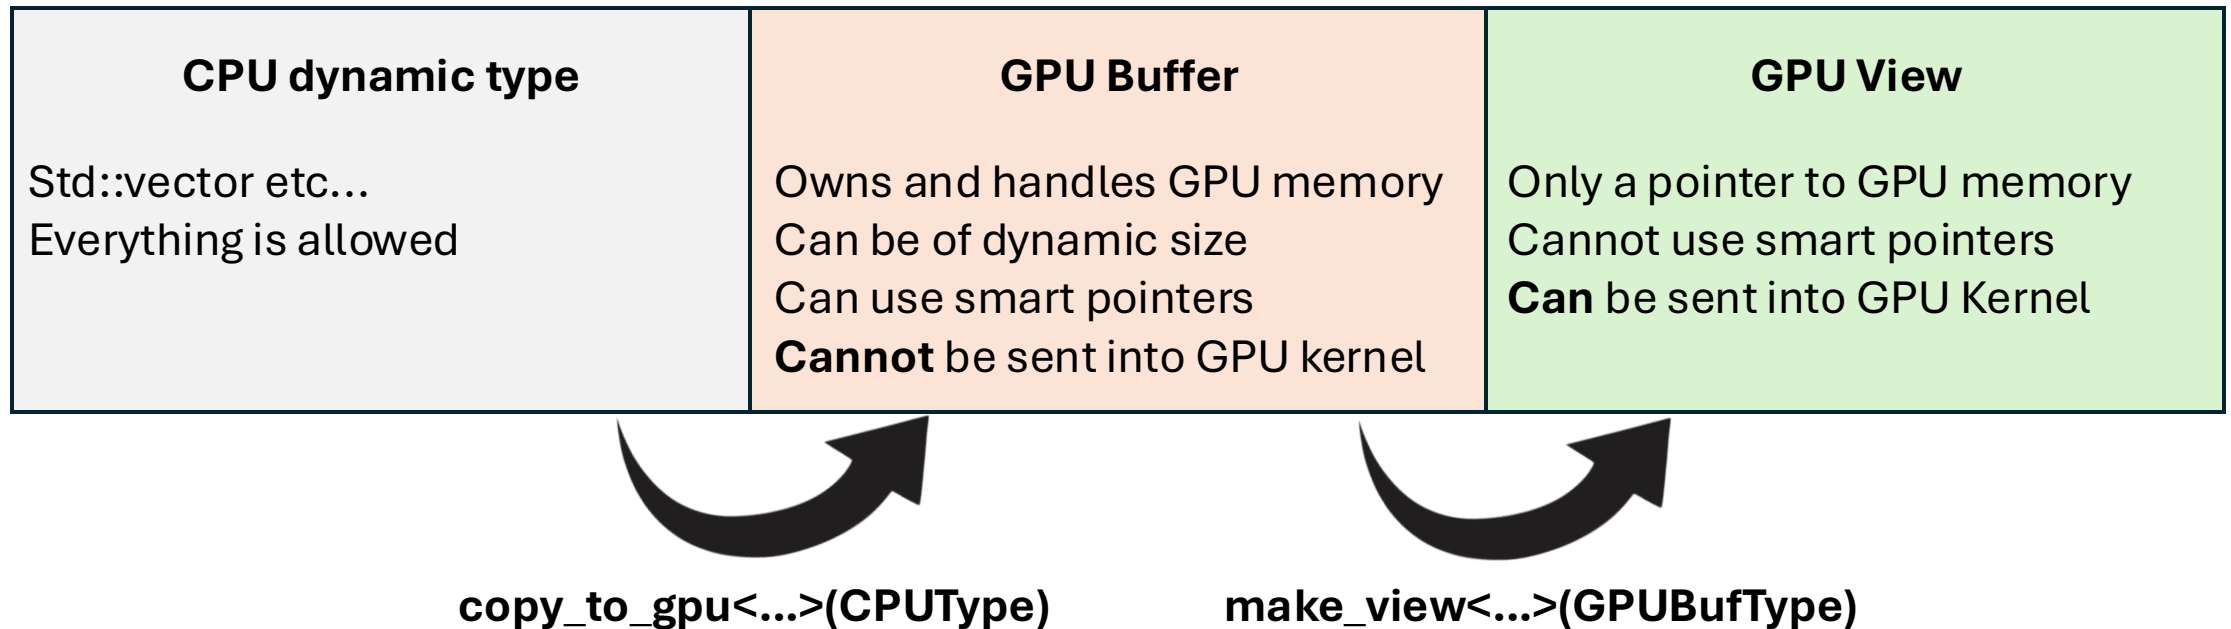 CPU dynamic type
Std::vector etc...
Everything is allowed
GPU Buffer
Owns and handles GPU memory
Can be of dynamic size
Can use smart pointers
Cannot be sent into GPU kernel
GPU View
Only a pointer to GPU memory
Cannot use smart pointers
Can be sent into GPU Kernel
copy_to_gpu<...>(CPUType)
make_view<...>(GPUBufType)